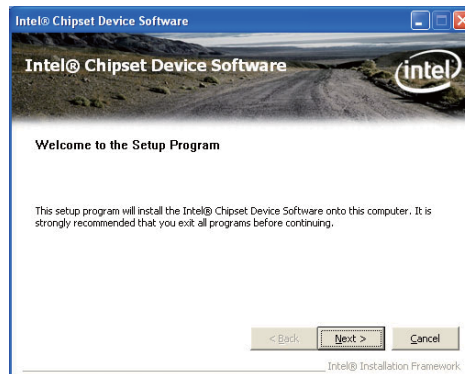 Intel® Chipset Device Software
Intel® Chipset Device Software
intel
Welcome to the Setup Program
This setup program will install the Intel® Chipset Device Software onto this computer. It is
strongly recommended that you exit all programs before continuing.
< Back Next > Cancel
Intel® Installation Framework